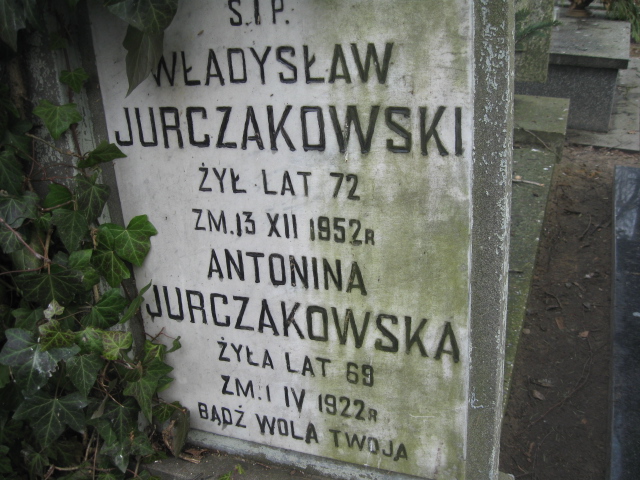 Ś.I P.
WŁADYSŁAW
JURCZAKOWSKI
ŻYŁ LAT 72
ZM.13 XII 1952R
ANTONINA
JURCZAKOWSKA
ŻYŁA LAT 69
ZM.1 IV 1922R
BĄDŹ WOLA TWOJA